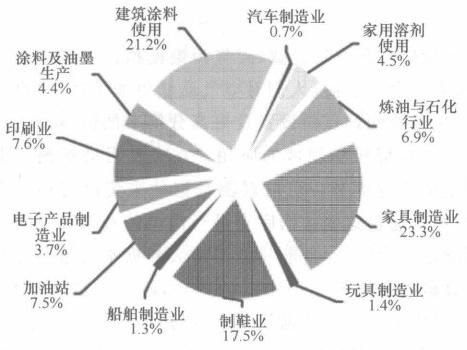 建筑涂料
使用
21.2%
汽车制造业
0.7%
家用溶剂
使用
4.5%
炼油与石化
行业
6.9%
家具制造业
23.3%
玩具制造业
1.4%
制鞋业
17.5%
船舶制造业
1.3%
加油站
7.5%
电子产品制
造业
3.7%
印刷业
7.6%
涂料及油墨
生产
4.4%